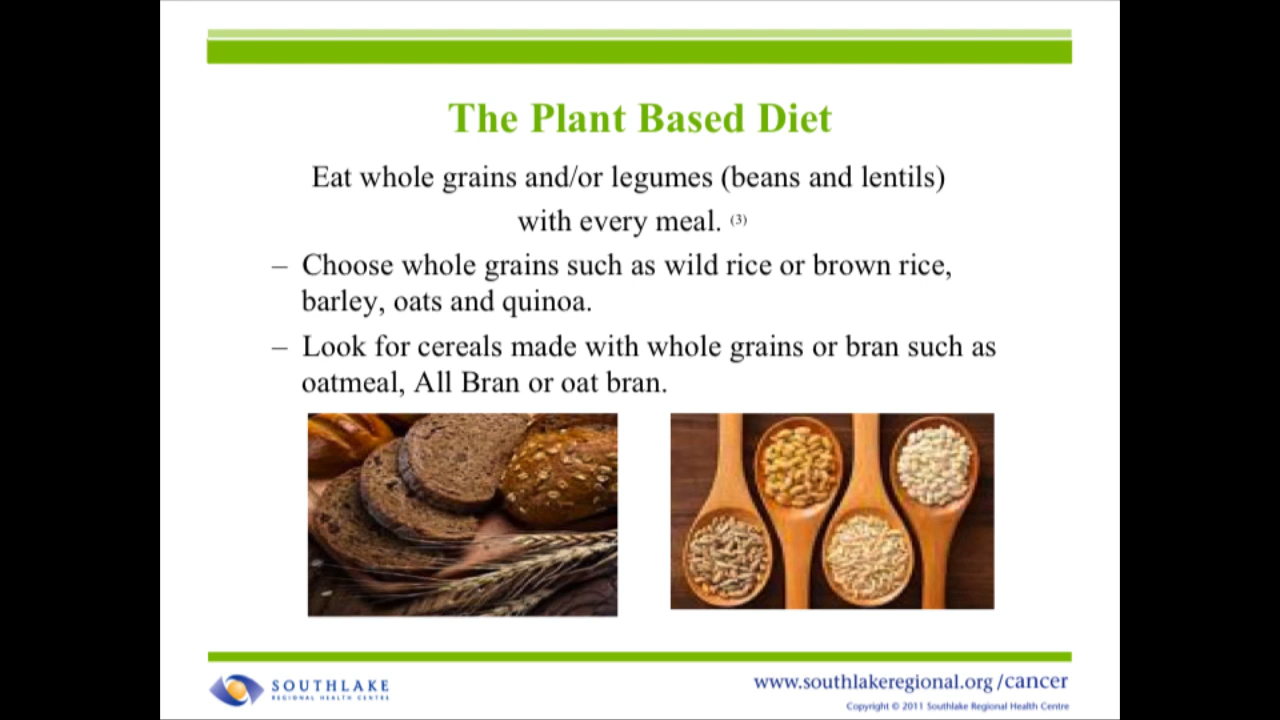 The Plant Based Diet
Eat whole grains and/or legumes (beans and lentils)
with every meal. (3)
– Choose whole grains such as wild rice or brown rice,
barley, oats and quinoa.
– Look for cereals made with whole grains or bran such as
oatmeal, All Bran or oat bran.
SOUTHLAKE
REGIONAL HEALTH CENTRE
www.southlakeregional.org/cancer
Copyright © 2011 Southlake Regional Health Centre